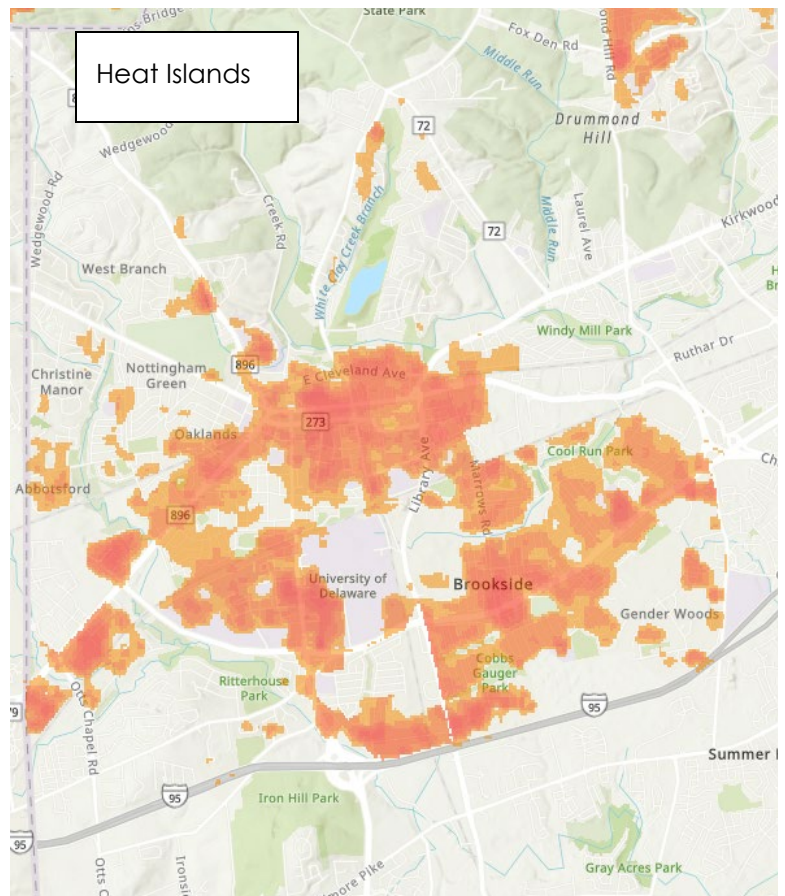 State Park
Heat Islands
Fox Den Rd
Middle Run
72
Drummond
Hill
Wedgewood
Wedgewood Rd
Creek Rd
White Clay Creek Branch
72
Middle Run
Laurel Ave
Kirkwood
West Branch
Windy Mill Park
Ruthar Dr
896
E Cleveland Ave
Christine
Manor
Nottingham
Green
273
Oaklands
Library Ave
Marrows Rd
Cool Run Park
Abbotsford
896
University of
Delaware
Brookside
Gender Woods
Cobbs
Gauger
Park
Ritterhouse
Park
Otts Chapel Rd
95
95
Summer
Iron Hill Park
95
Gray Acres Park